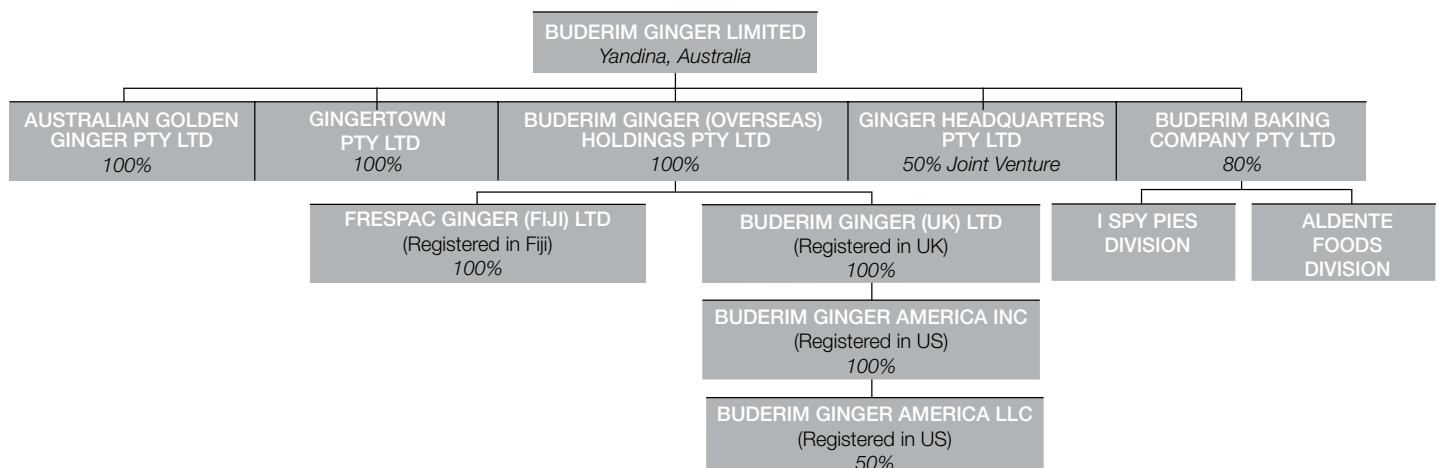 BUDERIM GINGER LIMITED
Yandina, Australia
AUSTRALIAN GOLDEN
GINGER PTY LTD
100%
GINGERTOWN
PTY LTD
100%
BUDERIM GINGER (OVERSEAS)
HOLDINGS PTY LTD
100%
GINGER HEADQUARTERS
PTY LTD
50% Joint Venture
BUDERIM BAKING
COMPANY PTY LTD
80%
FRESPAC GINGER (FIJI) LTD
(Registered in Fiji)
100%
BUDERIM GINGER (UK) LTD
(Registered in UK)
100%
I SPY PIES
DIVISION
ALDENTE
FOODS
DIVISION
BUDERIM GINGER AMERICA INC
(Registered in US)
100%
BUDERIM GINGER AMERICA LLC
(Registered in US)
50%